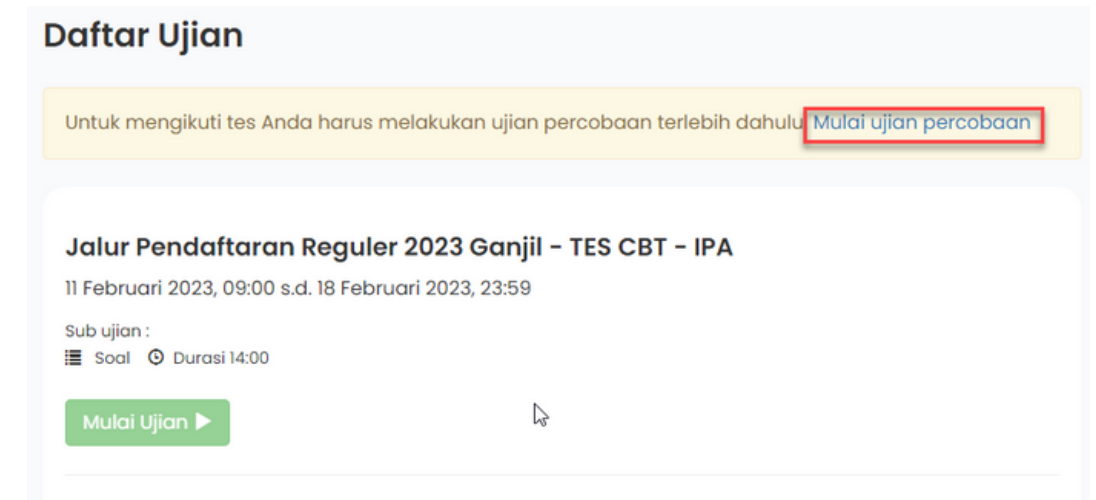 Daftar Ujian
Untuk mengikuti tes Anda harus melakukan ujian percobaan terlebih dahulu Mulai ujian percobaan
Jalur Pendaftaran Reguler 2023 Ganjil - TES CBT - IPA
11 Februari 2023, 09:00 s.d. 18 Februari 2023, 23:59
Sub ujian :
Soal Durasi 14:00
Mulai Ujian